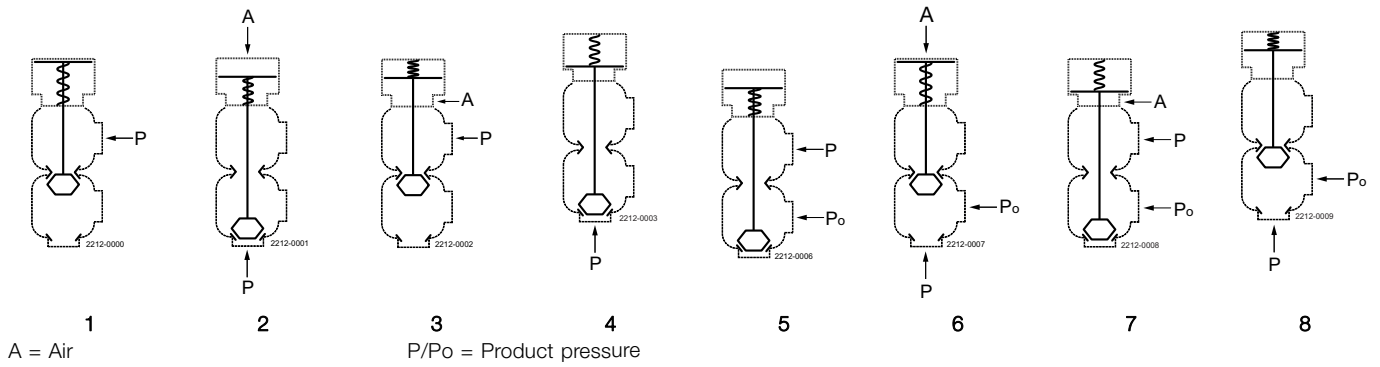 A
P
2212-0000
1
A
2212-0001
P
2
A
P
2212-0002
3
2212-0003
P
4
P
Po
2212-0006
5
A
Po
2212-0007
P
6
A
P
Po
2212-0008
7
Po
2212-0009
P
8
A = Air
P/Po = Product pressure